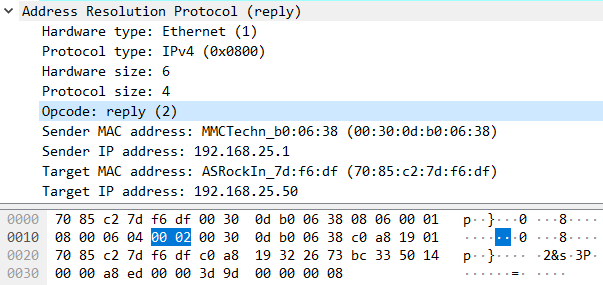 Address Resolution Protocol (reply)
Hardware type: Ethernet (1)
Protocol type: IPv4 (0x0800)
Hardware size: 6
Protocol size: 4
Opcode: reply (2)
Sender MAC address: MMCTechn_b0:06:38 (00:30:0d:b0:06:38)
Sender IP address: 192.168.25.1
Target MAC address: ASRockIn_7d:f6:df (70:85:c2:7d:f6:df)
Target IP address: 192.168.25.50
0000 70 85 c2 7d f6 df 00 30 0d b0 06 38 08 06 00 01 p··}···0 ···8····
0010 08 00 06 04 00 02 00 30 0d b0 06 38 c0 a8 19 01 ·······0 ···8····
0020 70 85 c2 7d f6 df c0 a8 19 32 26 73 bc 33 50 14 p··}···· ·2&s·3P·
0030 00 00 a8 ed 00 00 3d 9d 00 00 00 08 ······=· ····